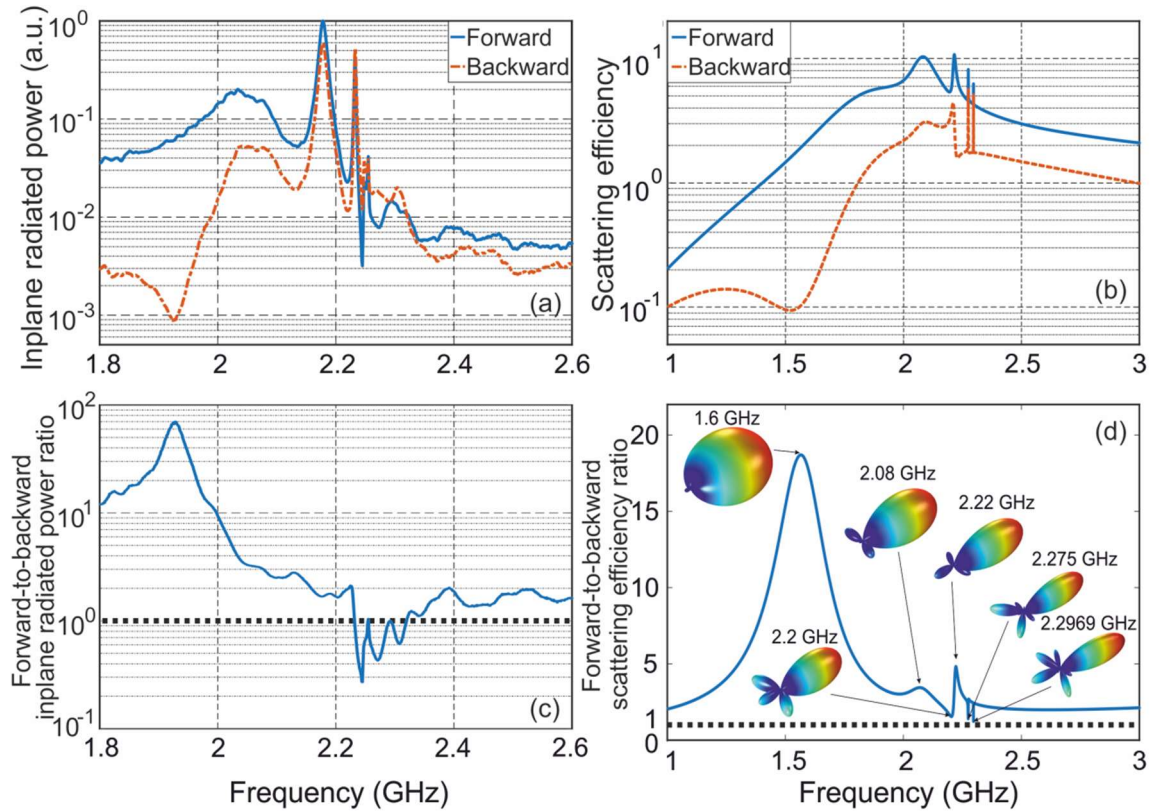 Inplane radiated power (a.u.)
10^0
10^-1
10^-2
10^-3
Forward
Backward
(a)
1.8 2 2.2 2.4 2.6
Scattering efficiency
10^1
10^0
10^-1
Forward
Backward
(b)
1 1.5 2 2.5 3
Forward-to-backward
inplane radiated power ratio
10^2
10^1
10^0
10^-1
(c)
1.8 2 2.2 2.4 2.6
Frequency (GHz)
Forward-to-backward
scattering efficiency ratio
20
15
10
5
1
0
1.6 GHz
(d)
2.08 GHz
2.22 GHz
2.275 GHz
2.2969 GHz
2.2 GHz
1 1.5 2 2.5 3
Frequency (GHz)